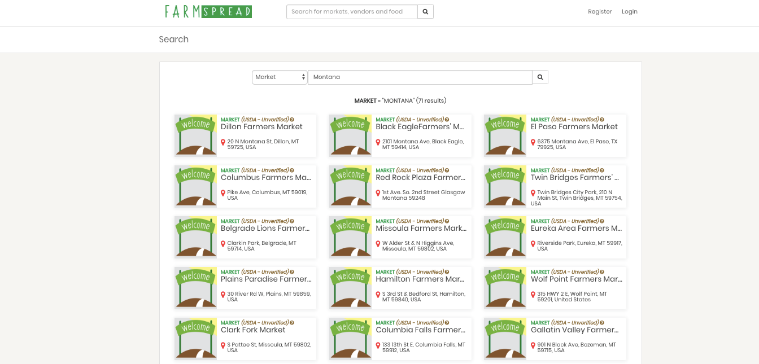 FARMSPREAD
Search for markets, vendors and food
Register
Login
Search
Market
Montana
MARKET - "MONTANA" (71 results)
welcome
MARKET (USDA - Unverified)
Dillon Farmers Market
20 N Montana St, Dillon, MT
59725, USA
welcome
MARKET (USDA - Unverified)
Black EagleFarmers' M...
2101 Montana Ave, Black Eagle,
MT 59414, USA
welcome
MARKET (USDA - Unverified)
El Paso Farmers Market
6375 Montana Ave, El Paso, TX
79925, USA
welcome
MARKET (USDA - Unverified)
Columbus Farmers Ma...
Pike Ave, Columbus, MT 59019,
USA
welcome
MARKET (USDA - Unverified)
Red Rock Plaza Farmer...
1st Ave. So. 2nd Street Glasgow
Montana 59248
welcome
MARKET (USDA - Unverified)
Twin Bridges Farmers' ...
Twin Bridges City Park; 210 N
Main St, Twin Bridges, MT 59754,
USA
welcome
MARKET (USDA - Unverified)
Belgrade Lions Farmer...
Clark in Park, Belgrade, MT
59714, USA
welcome
MARKET (USDA - Unverified)
Missoula Farmers Mark...
W Alder St & N Higgins Ave,
Missoula, MT 59802, USA
welcome
MARKET (USDA - Unverified)
Eureka Area Farmers M...
Riverside Park, Eureka, MT 59917,
USA
welcome
MARKET (USDA - Unverified)
Plains Paradise Farmer...
30 River Rd W, Plains, MT 59859,
USA
welcome
MARKET (USDA - Unverified)
Hamilton Farmers Mar...
S 3rd St & Bedford St, Hamilton,
MT 59840, USA
welcome
MARKET (USDA - Unverified)
Wolf Point Farmers Mar...
315 HWY 2 E, Wolf Point, MT
59201, United States
welcome
MARKET (USDA - Unverified)
Clark Fork Market
S Pattee St, Missoula, MT 59802,
USA
welcome
MARKET (USDA - Unverified)
Columbia Falls Farmer...
133 13th St E, Columbia Falls, MT
59912, USA
welcome
MARKET (USDA - Unverified)
Gallatin Valley Farmer...
901 N Black Ave, Bozeman, MT
59715, USA